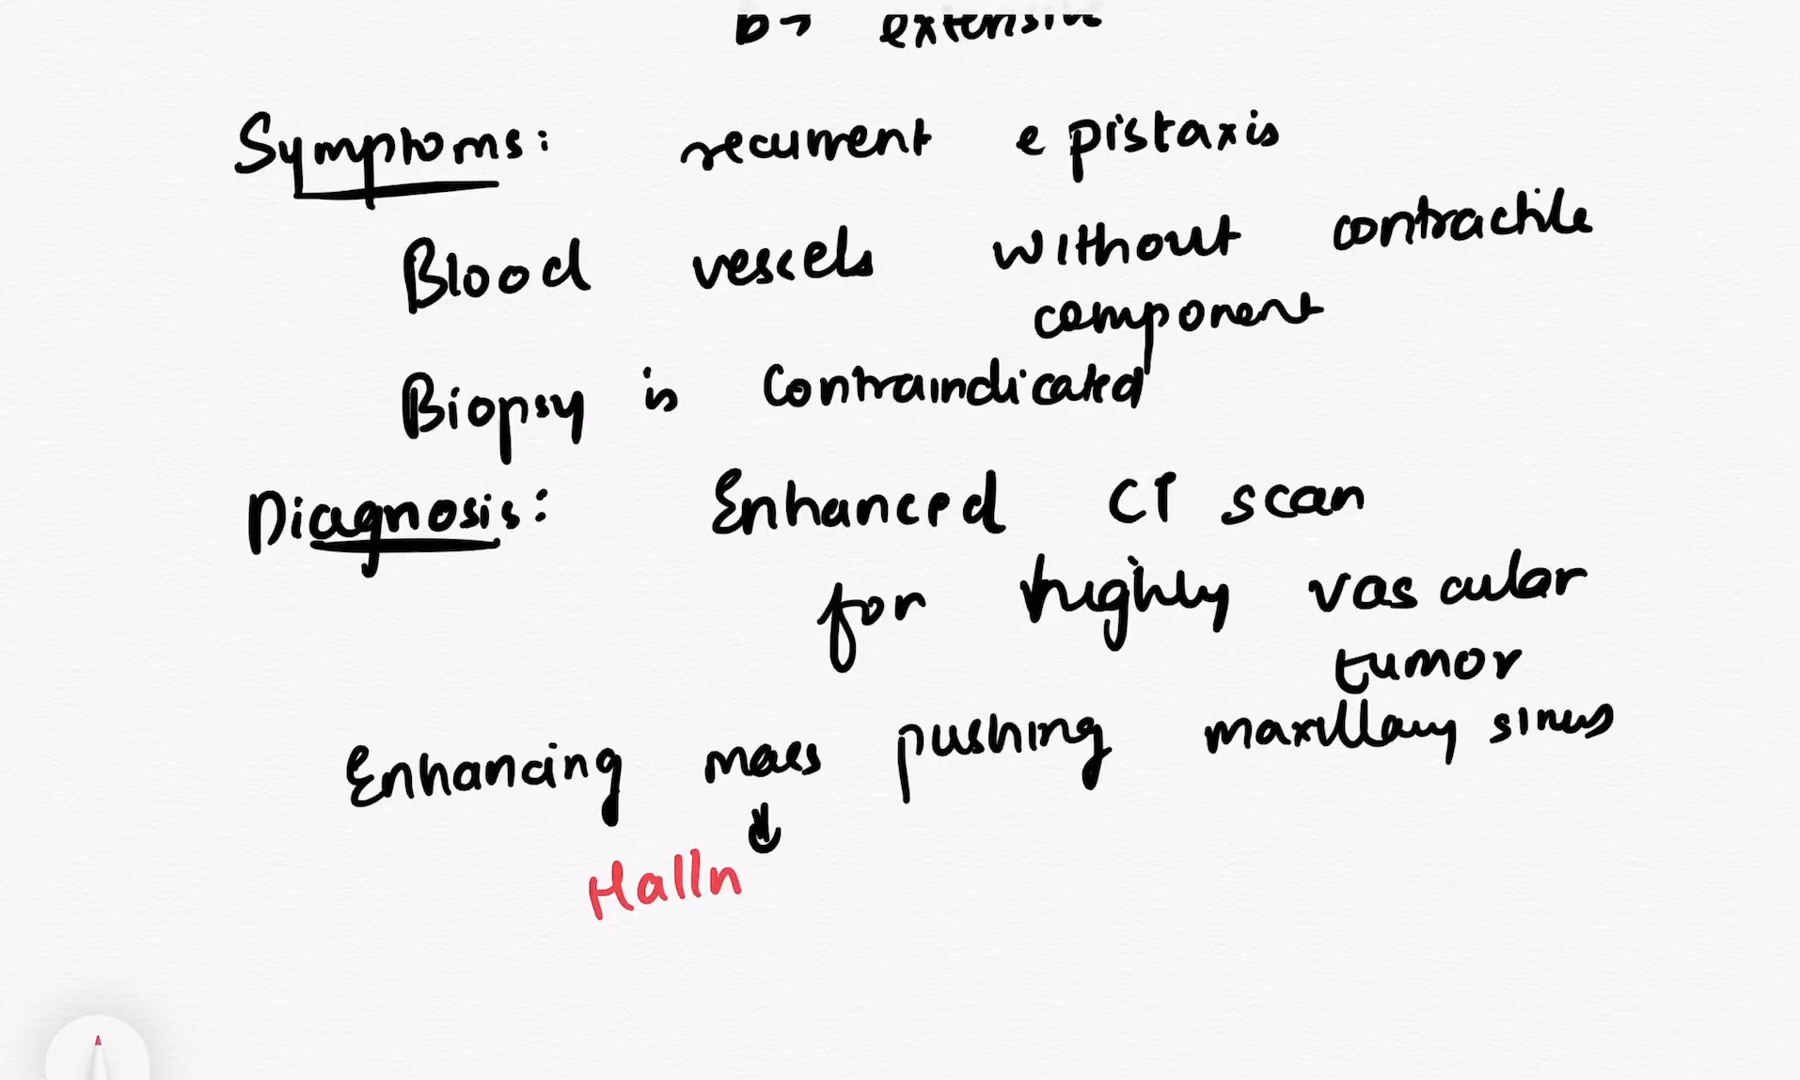 b→ extensive
Symptoms: recurrent epistaxis
Blood vessels without contractile
component
Biopsy is contraindicated
Diagnosis: Enhanced CT scan
for highly vascular
tumor
Enhancing mass pushing maxillary sinus
↓
Halln